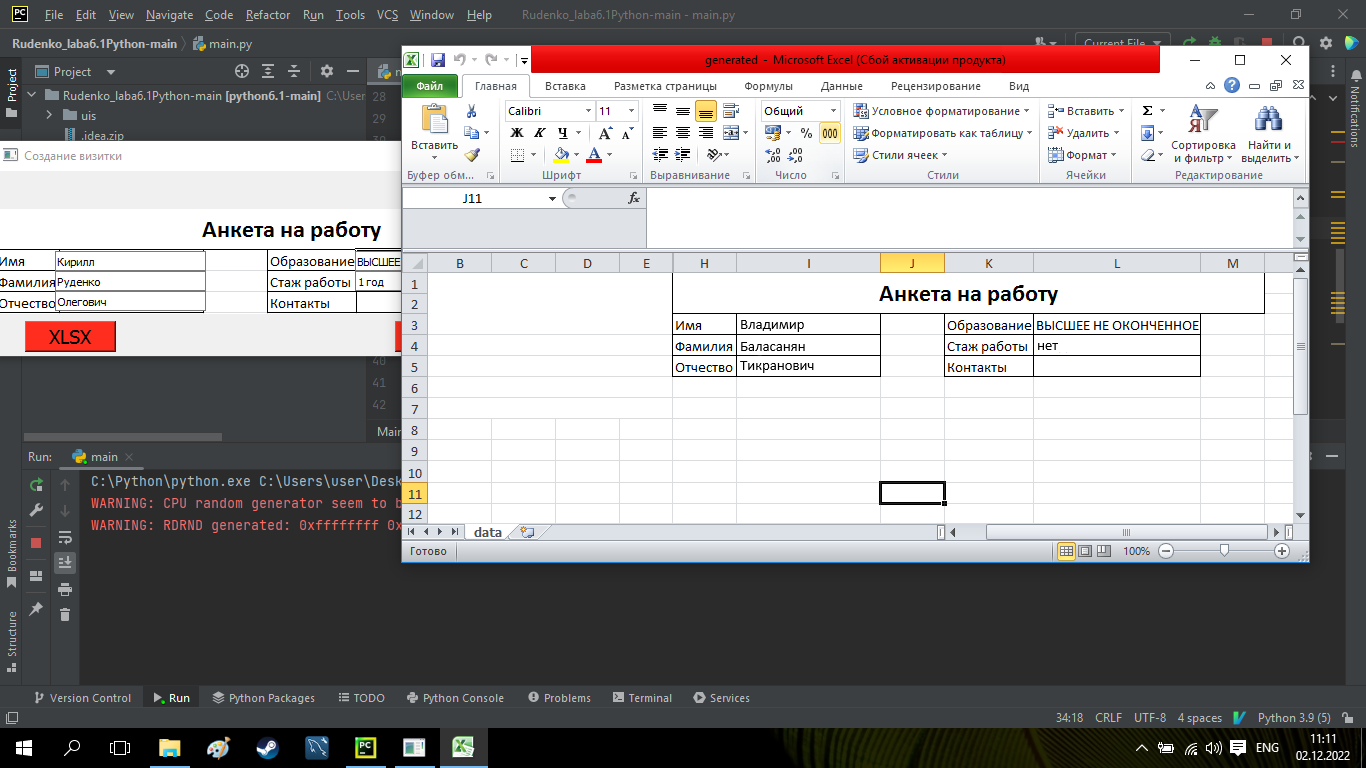 File Edit View Navigate Code Refactor Run Tools VCS Window Help Rudenko_laba6.1Python-main - main.py
Rudenko_laba6.1Python-main main.py Current File
Project
Rudenko_laba6.1Python-main [python6.1-main] C:\User
uis
.idea.zip
28
29
Создание визитки
Анкета на работу
Имя Кирилл Образование ВЫСШЕЕ
Фамилия Руденко Стаж работы 1 год
Отчество Олегович Контакты
XLSX
40
41
42
generated - Microsoft Excel (Сбой активации продукта)
Файл Главная Вставка Разметка страницы Формулы Данные Рецензирование Вид
Calibri 11 Общий Условное форматирование Вставить Σ
Вставить Ж К Ч % 000 Форматировать как таблицу Удалить Сортировка и фильтр Найти и выделить
Стили ячеек Формат
Буфер обм... Шрифт Выравнивание Число Стили Ячейки Редактирование
J11 fx
B C D E H I J K L M
1
2 Анкета на работу
3 Имя Владимир Образование ВЫСШЕЕ НЕ ОКОНЧЕННОЕ
4 Фамилия Баласанян Стаж работы нет
5 Отчество Тикранович Контакты
6
7
8
9
10
11
12
data
Готово 100%
Run: main
C:\Python\python.exe C:\Users\user\Desk
WARNING: CPU random generator seem to b
WARNING: RDRND generated: 0xffffffff 0x
Project
Bookmarks
Structure
Notifications
Version Control Run Python Packages TODO Python Console Problems Terminal Services
34:18 CRLF UTF-8 4 spaces Python 3.9 (5)
ENG 11:11
02.12.2022